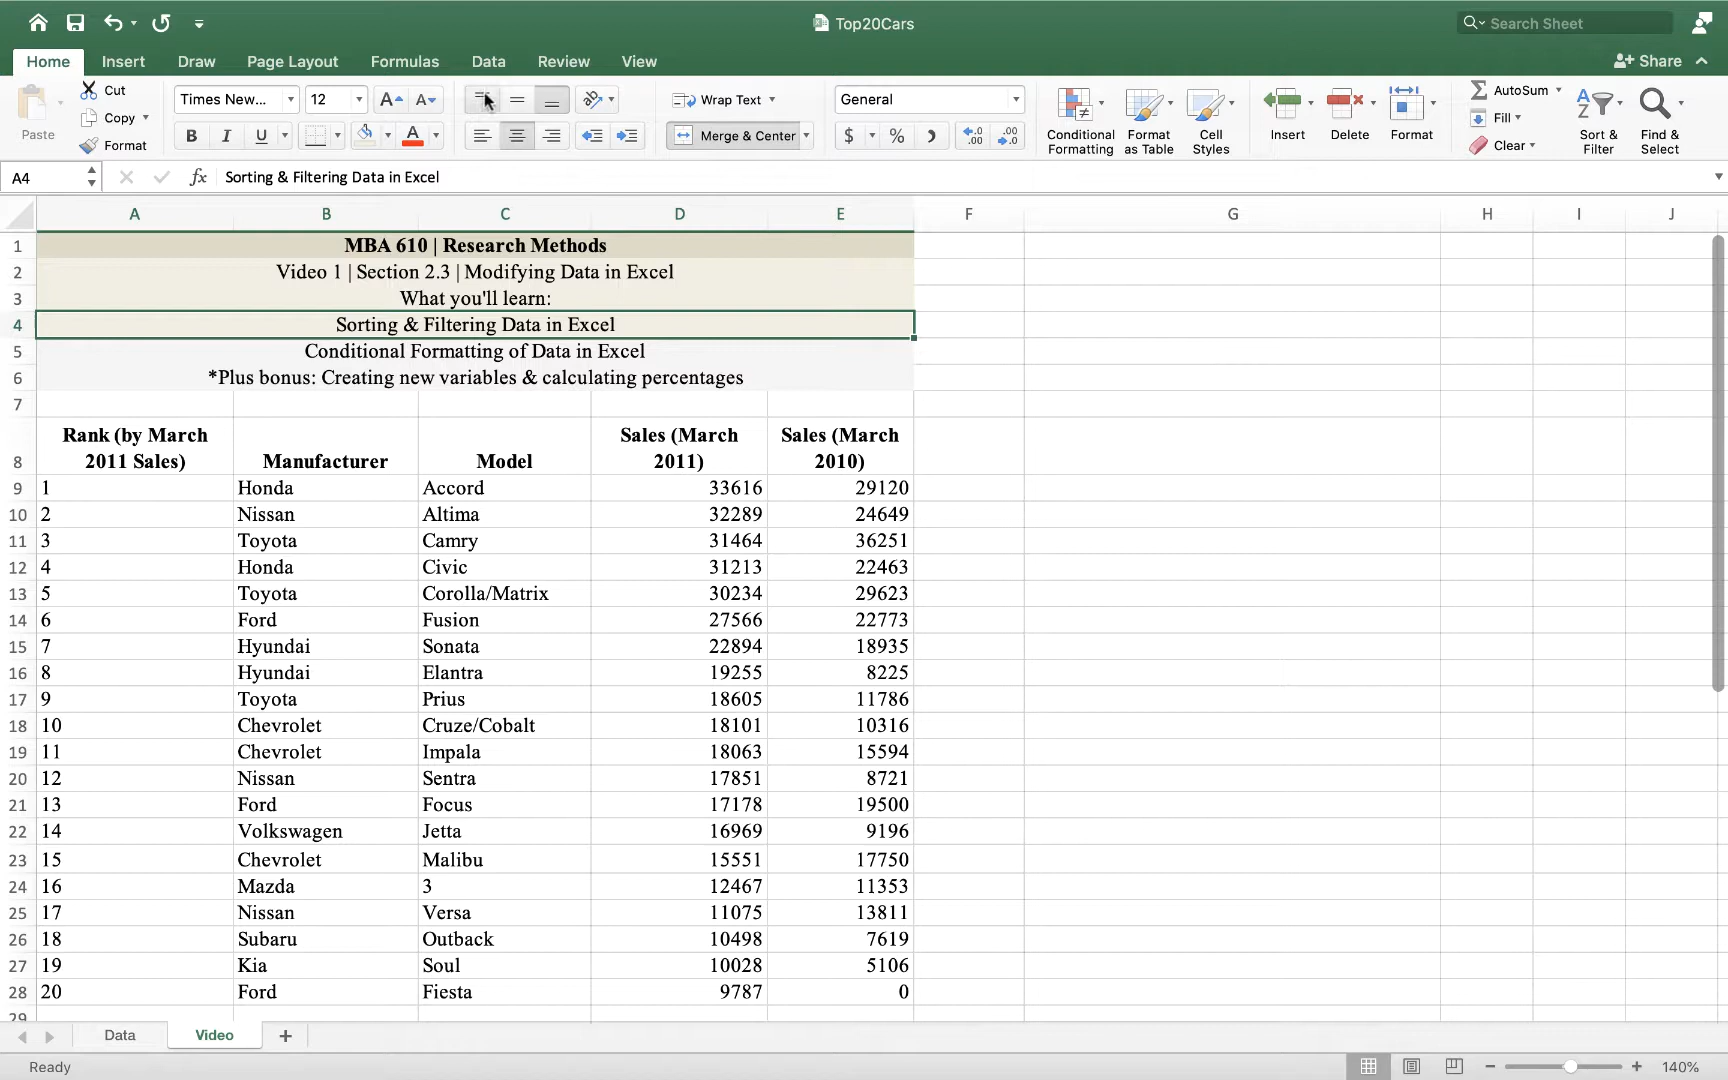 Top20Cars
Search Sheet
Home Insert Draw Page Layout Formulas Data Review View Share
Paste Cut Copy Format
Times New... 12
B I U A
Wrap Text
Merge & Center
General
$ % )
Conditional Formatting
Format as Table
Cell Styles
Insert Delete Format
AutoSum
Fill
Clear
Sort & Filter
Find & Select
A4 fx Sorting & Filtering Data in Excel
A B C D E F G H I J
1 MBA 610 | Research Methods
2 Video 1 | Section 2.3 | Modifying Data in Excel
3 What you'll learn:
4 Sorting & Filtering Data in Excel
5 Conditional Formatting of Data in Excel
6 *Plus bonus: Creating new variables & calculating percentages
7
8 Rank (by March 2011 Sales) Manufacturer Model Sales (March 2011) Sales (March 2010)
9 1 Honda Accord 33616 29120
10 2 Nissan Altima 32289 24649
11 3 Toyota Camry 31464 36251
12 4 Honda Civic 31213 22463
13 5 Toyota Corolla/Matrix 30234 29623
14 6 Ford Fusion 27566 22773
15 7 Hyundai Sonata 22894 18935
16 8 Hyundai Elantra 19255 8225
17 9 Toyota Prius 18605 11786
18 10 Chevrolet Cruze/Cobalt 18101 10316
19 11 Chevrolet Impala 18063 15594
20 12 Nissan Sentra 17851 8721
21 13 Ford Focus 17178 19500
22 14 Volkswagen Jetta 16969 9196
23 15 Chevrolet Malibu 15551 17750
24 16 Mazda 3 12467 11353
25 17 Nissan Versa 11075 13811
26 18 Subaru Outback 10498 7619
27 19 Kia Soul 10028 5106
28 20 Ford Fiesta 9787 0
29
Data Video +
Ready 140%